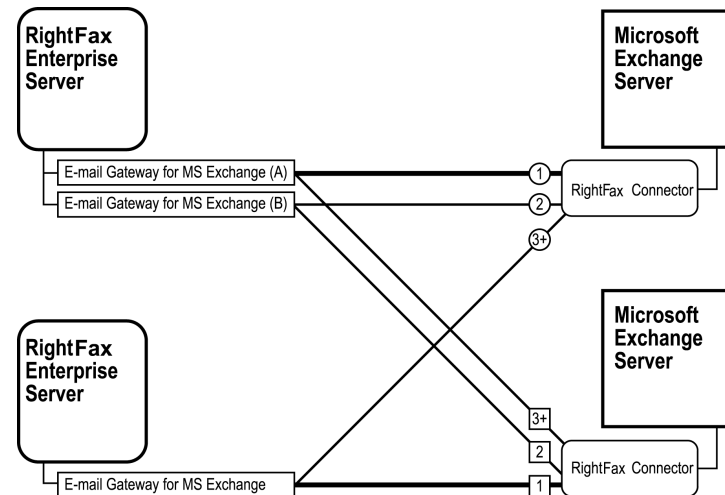 RightFax
Enterprise
Server
Microsoft
Exchange
Server
E-mail Gateway for MS Exchange (A)
E-mail Gateway for MS Exchange (B)
1
2
3+
RightFax Connector
RightFax
Enterprise
Server
Microsoft
Exchange
Server
3+
2
1
E-mail Gateway for MS Exchange
RightFax Connector